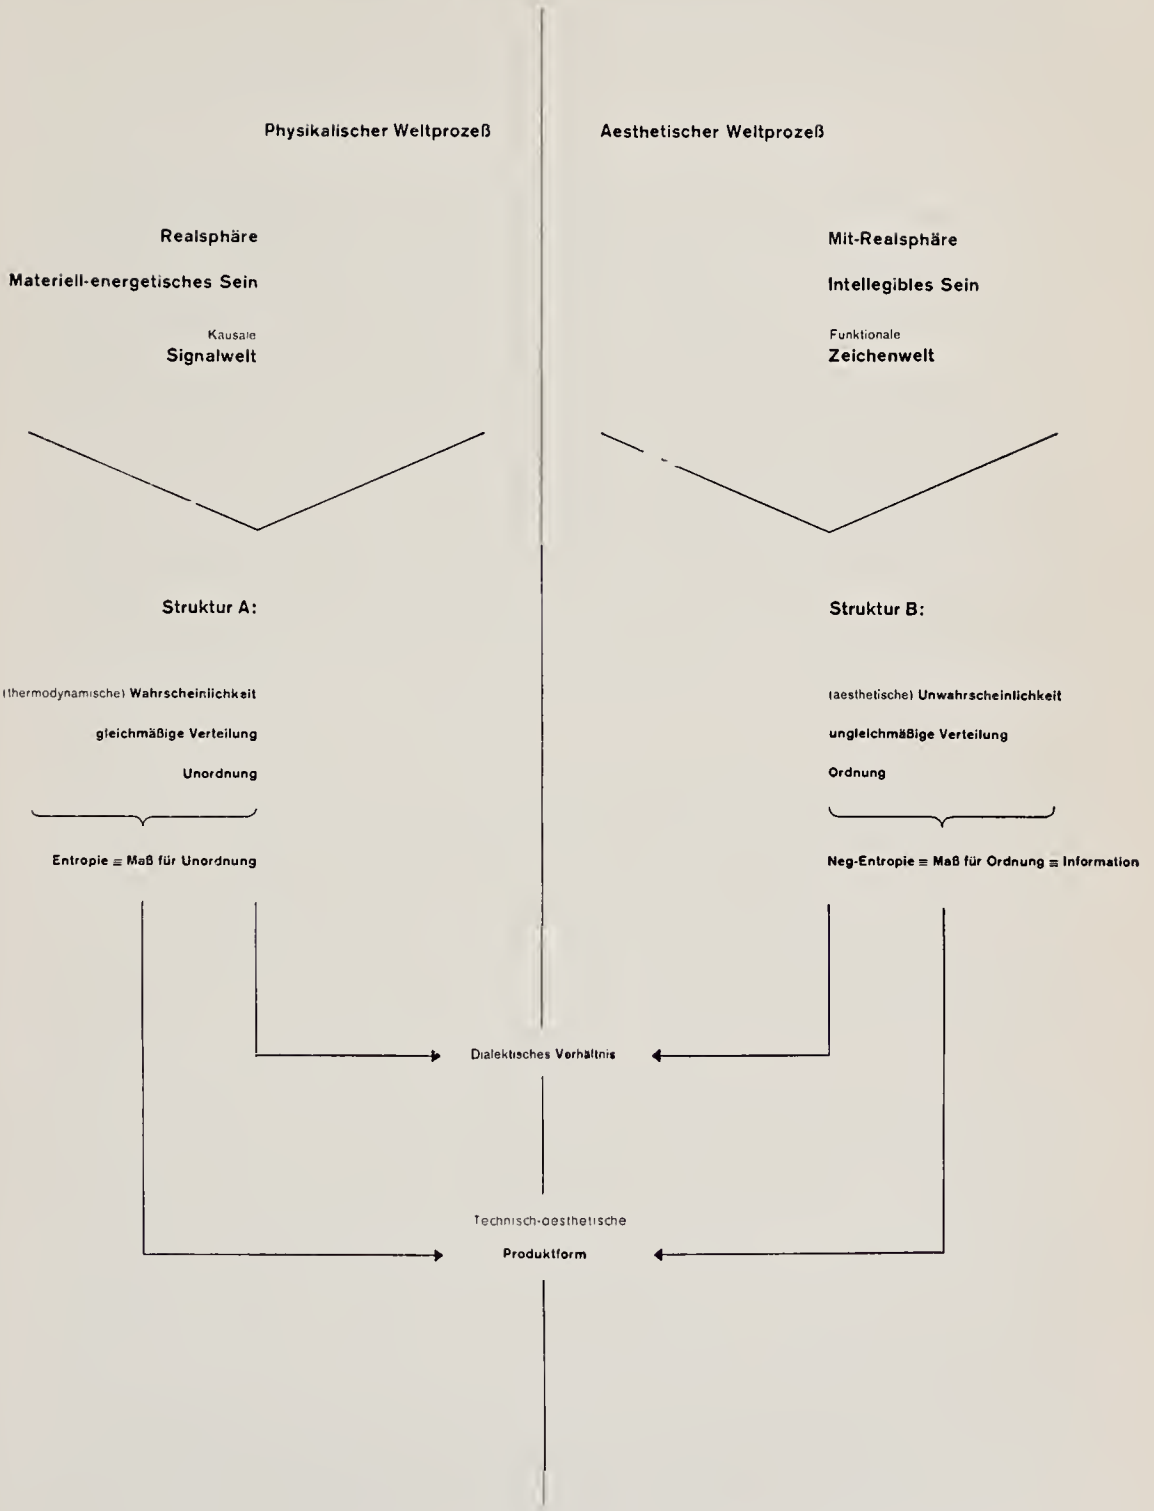 Physikalischer Weltprozeß
Aesthetischer Weltprozeß
Realsphäre
Materiell-energetisches Sein
Kausale
Signalwelt
Mit-Realsphäre
Intellegibles Sein
Funktionale
Zeichenwelt
Struktur A:
(thermodynamische) Wahrscheinlichkeit
gleichmäßige Verteilung
Unordnung
Entropie ≡ Maß für Unordnung
Struktur B:
(aesthetische) Unwahrscheinlichkeit
ungleichmäßige Verteilung
Ordnung
Neg-Entropie ≡ Maß für Ordnung ≡ Information
Dialektisches Verhältnis
Technisch-aesthetische
Produktform